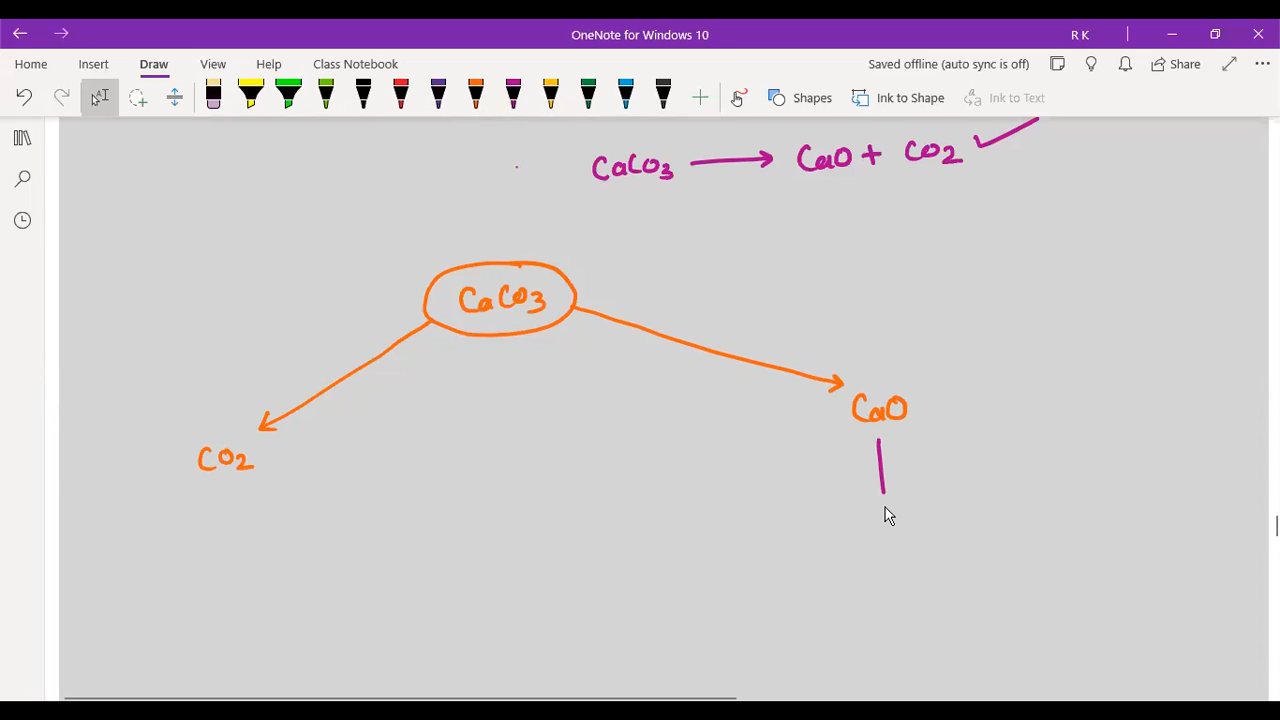 OneNote for Windows 10
R K
Home Insert Draw View Help Class Notebook
Saved offline (auto sync is off)
Share
Shapes Ink to Shape Ink to Text
CaCO3 → CaO + CO2 ✓
CaCO3
CaO
CO2